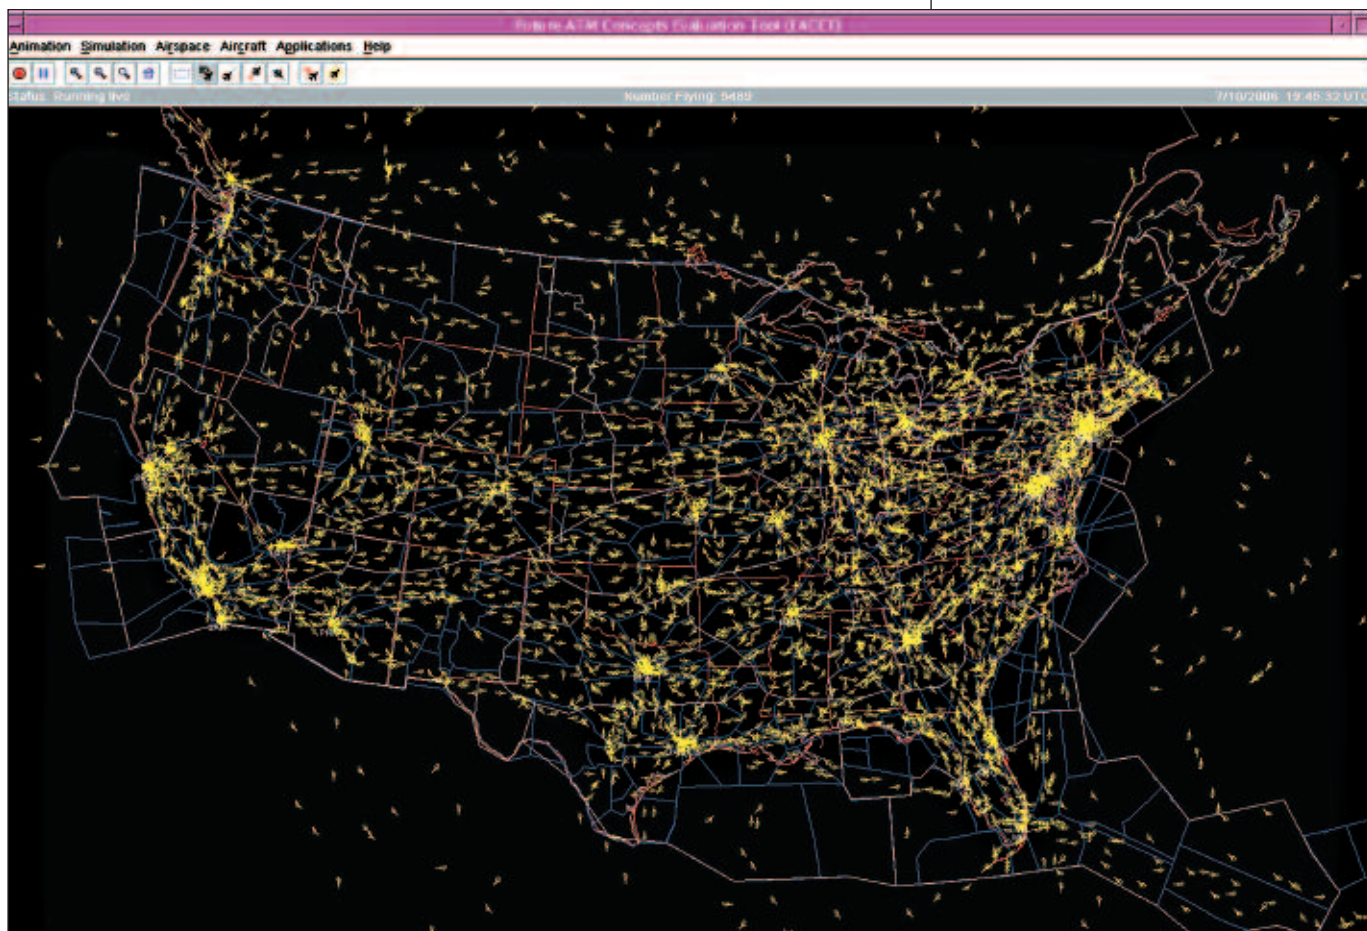 Future ATM Concepts Evaluation Tool (FACET)
Animation Simulation Airspace Aircraft Applications Help
Status: Running live Number Flying: 5489 7/10/2006 19:45:32 UTC